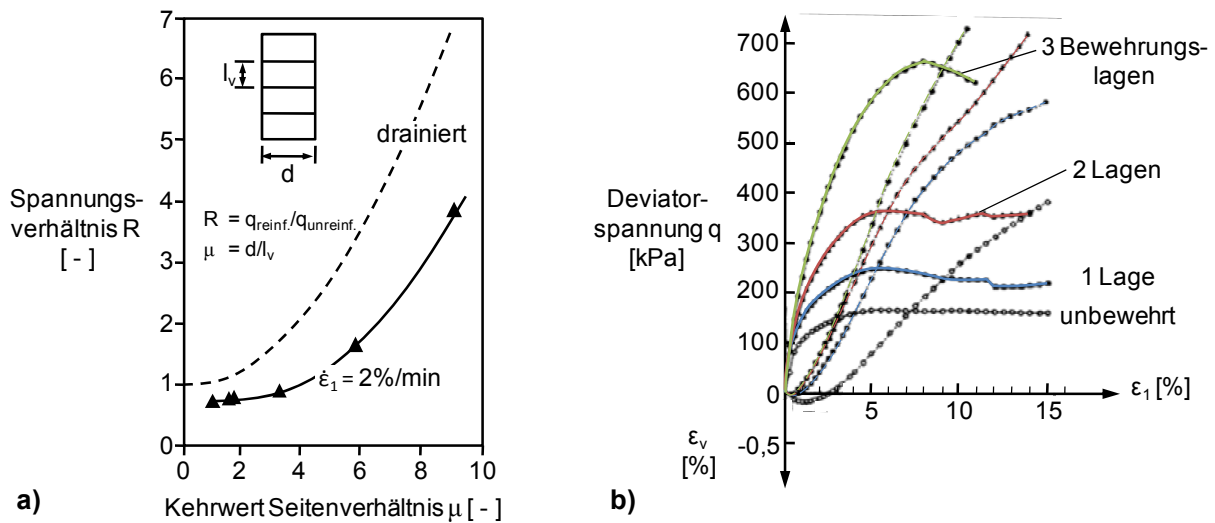 7
6
5
4
3
2
1
0
0 2 4 6 8 10
Spannungs-
verhältnis R
[ - ]
l_v
d
drainiert
R = q_reinf./q_unreinf.
μ = d/l_v
ε̇₁ = 2%/min
Kehrwert Seitenverhältnis μ [ - ]
a)
700
600
500
400
300
200
100
0
-0,5
Deviator-
spannung q
[kPa]
3 Bewehrungs-
lagen
2 Lagen
1 Lage
unbewehrt
5 10 15
ε₁ [%]
ε_v
[%]
b)